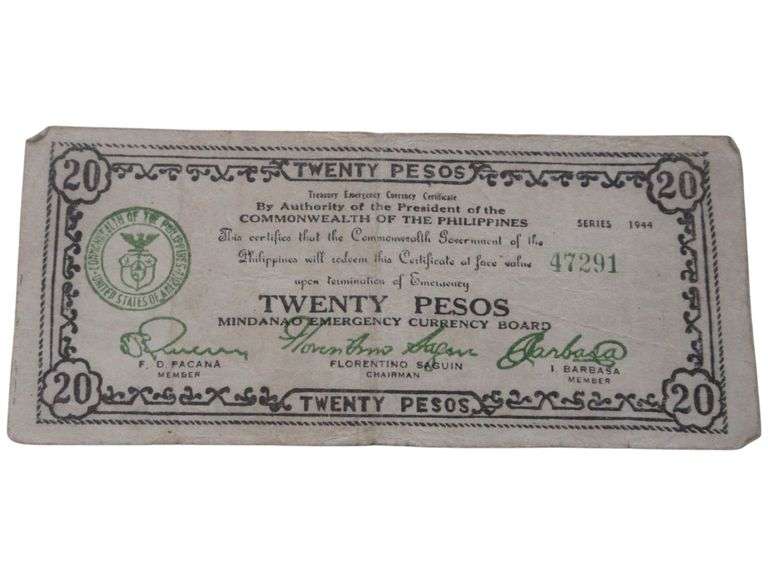 20 TWENTY PESOS 20
Treasury Emergency Currency Certificate
By Authority of the President of the
COMMONWEALTH OF THE PHILIPPINES
SERIES 1944
COMMONWEALTH OF THE PHILIPPINES
UNITED STATES OF AMERICA
This certifies that the Commonwealth Government of the
Philippines will redeem this Certificate at face value
47291
upon termination of Emergency
TWENTY PESOS
MINDANAO EMERGENCY CURRENCY BOARD
Florentino Saguin
Barbasa
F. D. PACANA
MEMBER
FLORENTINO SAGUIN
CHAIRMAN
I. BARBASA
MEMBER
20 TWENTY PESOS 20